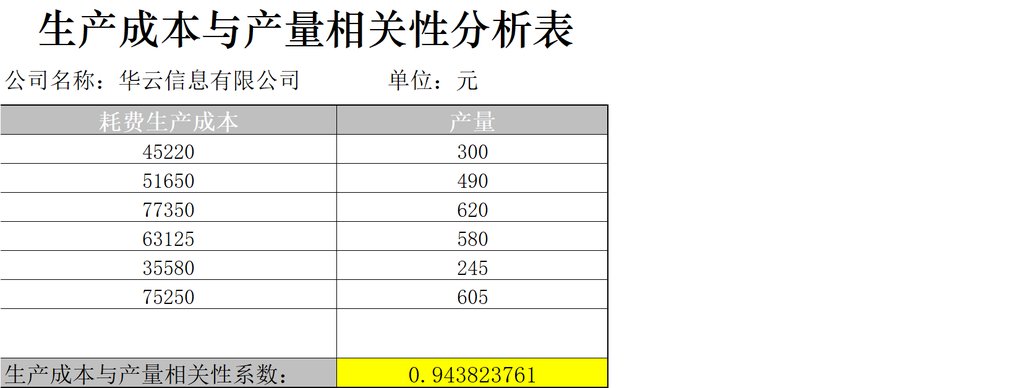 生产成本与产量相关性分析表
公司名称：华云信息有限公司 单位：元
耗费生产成本 产量
45220 300
51650 490
77350 620
63125 580
35580 245
75250 605
生产成本与产量相关性系数： 0.943823761